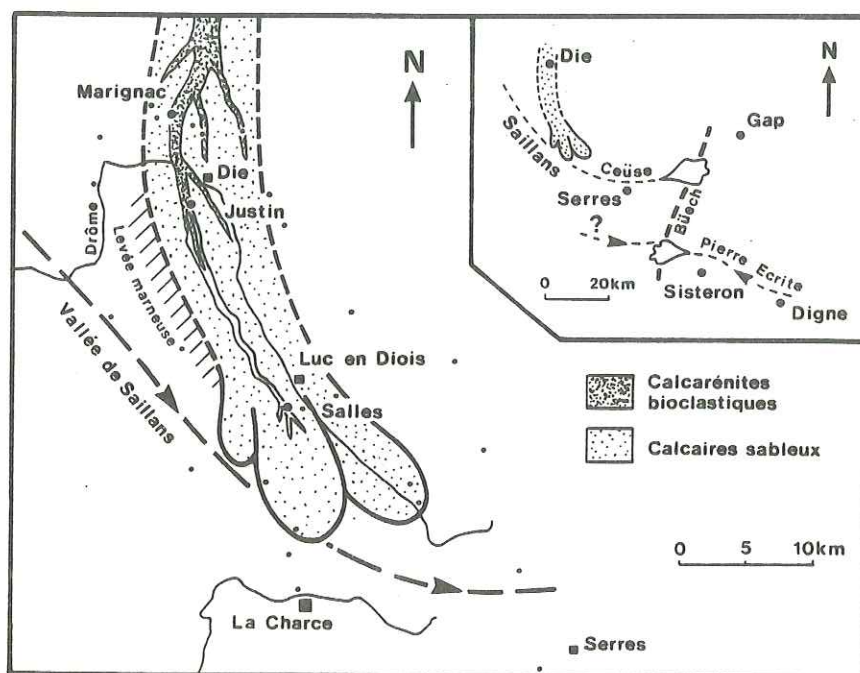 N
Marignac
Die
Justin
Drôme
Levée marneuse
Vallée de Saillans
Luc en Diois
Salles
La Charce
Serres
N
Die
Saillans
Gap
Ceüse
Serres
Büech
?
Pierre Ecrite
Sisteron
Digne
0 20km
Calcarénites
bioclastiques
Calcaires sableux
0 5 10km